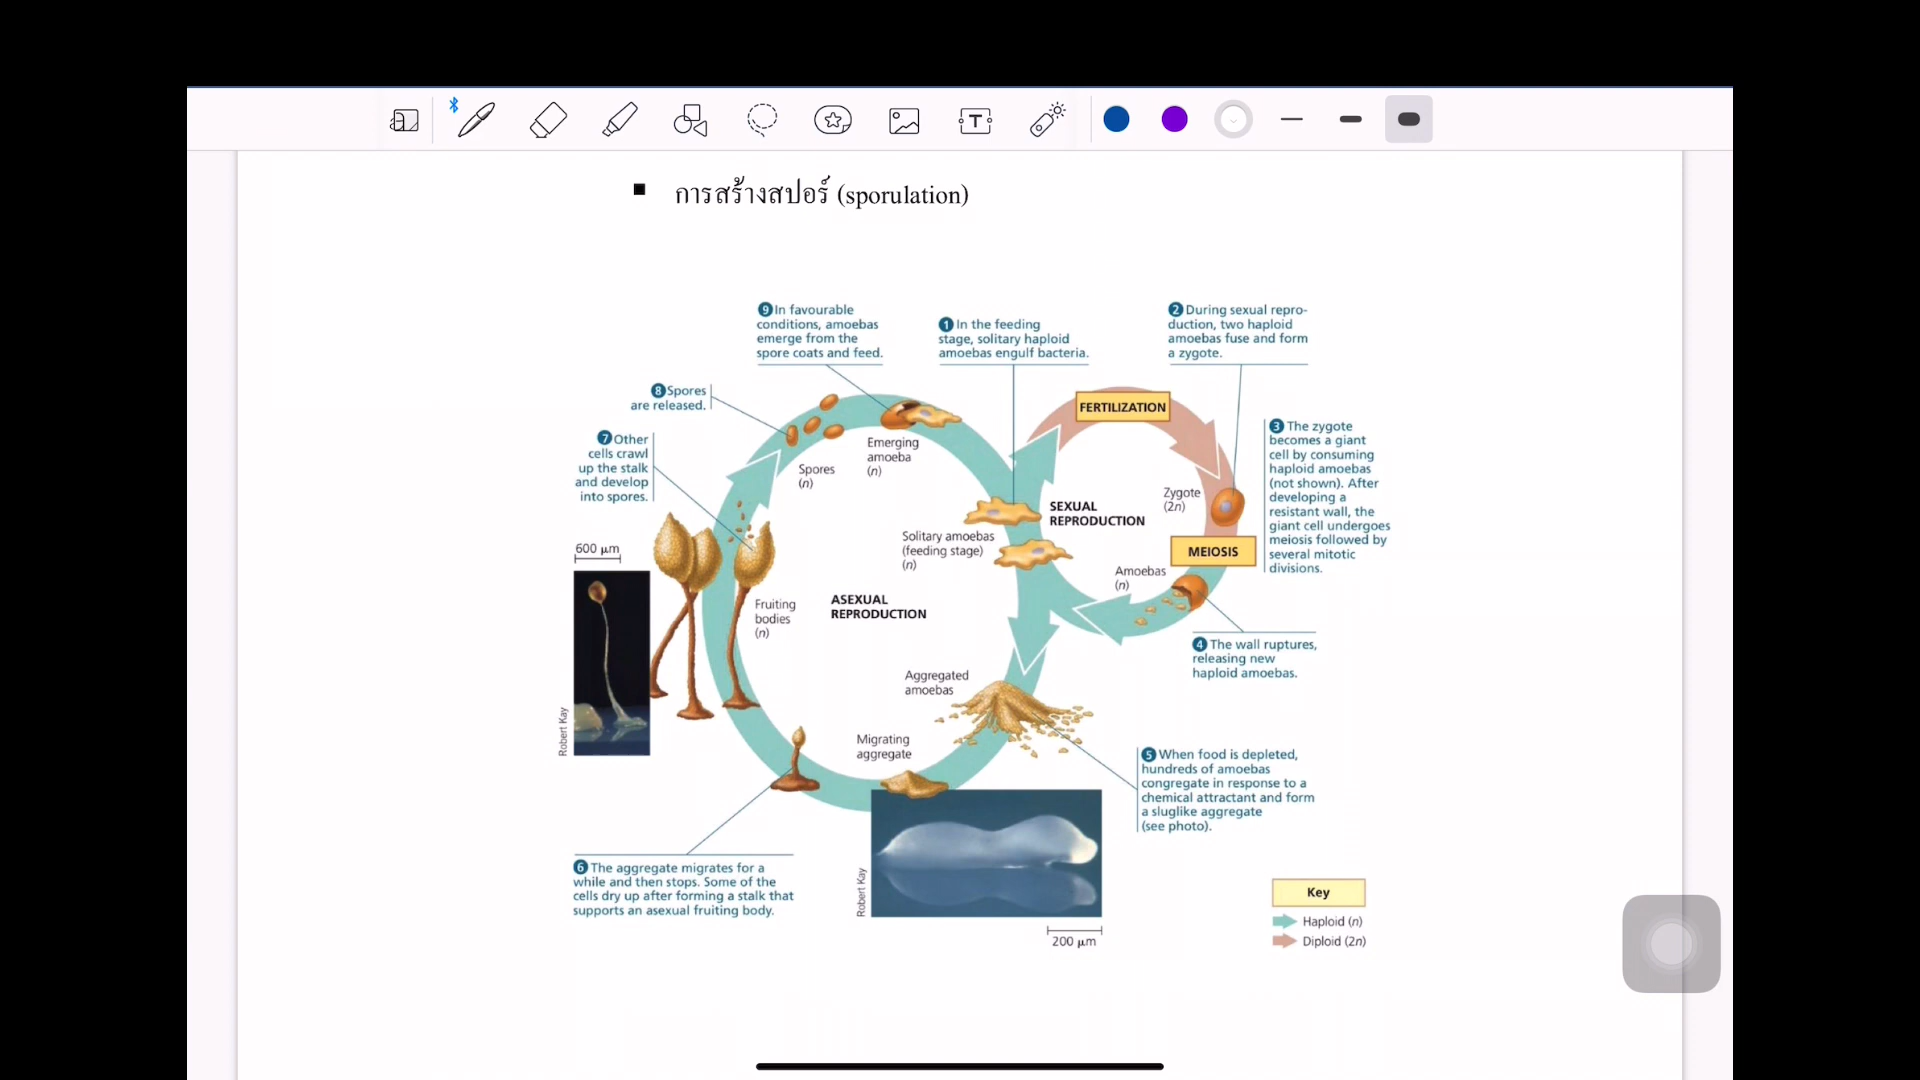 การสร้างสปอร์ (sporulation)
9 In favourable
conditions, amoebas
emerge from the
spore coats and feed.
1 In the feeding
stage, solitary haploid
amoebas engulf bacteria.
2 During sexual repro-
duction, two haploid
amoebas fuse and form
a zygote.
8 Spores
are released.
FERTILIZATION
3 The zygote
becomes a giant
cell by consuming
haploid amoebas
(not shown). After
developing a
resistant wall, the
giant cell undergoes
meiosis followed by
several mitotic
divisions.
7 Other
cells crawl
up the stalk
and develop
into spores.
Emerging
amoeba
(n)
Spores
(n)
Zygote
(2n)
SEXUAL
REPRODUCTION
Solitary amoebas
(feeding stage)
(n)
MEIOSIS
Amoebas
(n)
600 µm
Fruiting
bodies
(n)
ASEXUAL
REPRODUCTION
4 The wall ruptures,
releasing new
haploid amoebas.
Aggregated
amoebas
Robert Kay
Migrating
aggregate
5 When food is depleted,
hundreds of amoebas
congregate in response to a
chemical attractant and form
a sluglike aggregate
(see photo).
6 The aggregate migrates for a
while and then stops. Some of the
cells dry up after forming a stalk that
supports an asexual fruiting body.
Robert Kay
200 µm
Key
Haploid (n)
Diploid (2n)